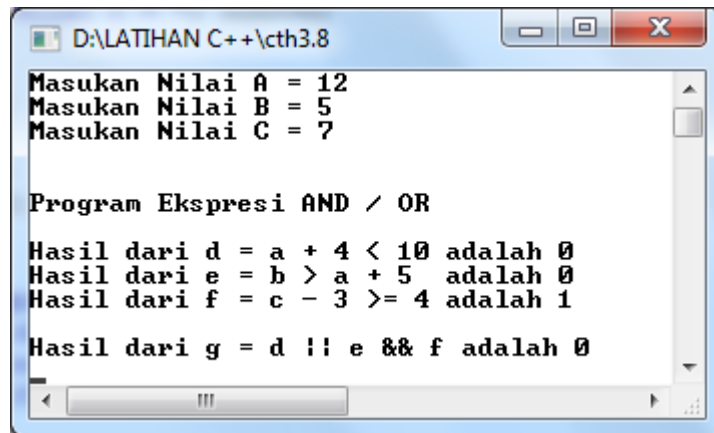 D:\LATIHAN C++\cth3.8
Masukan Nilai A = 12
Masukan Nilai B = 5
Masukan Nilai C = 7
Program Ekspresi AND / OR
Hasil dari d = a + 4 < 10 adalah 0
Hasil dari e = b > a + 5 adalah 0
Hasil dari f = c - 3 >= 4 adalah 1
Hasil dari g = d || e && f adalah 0